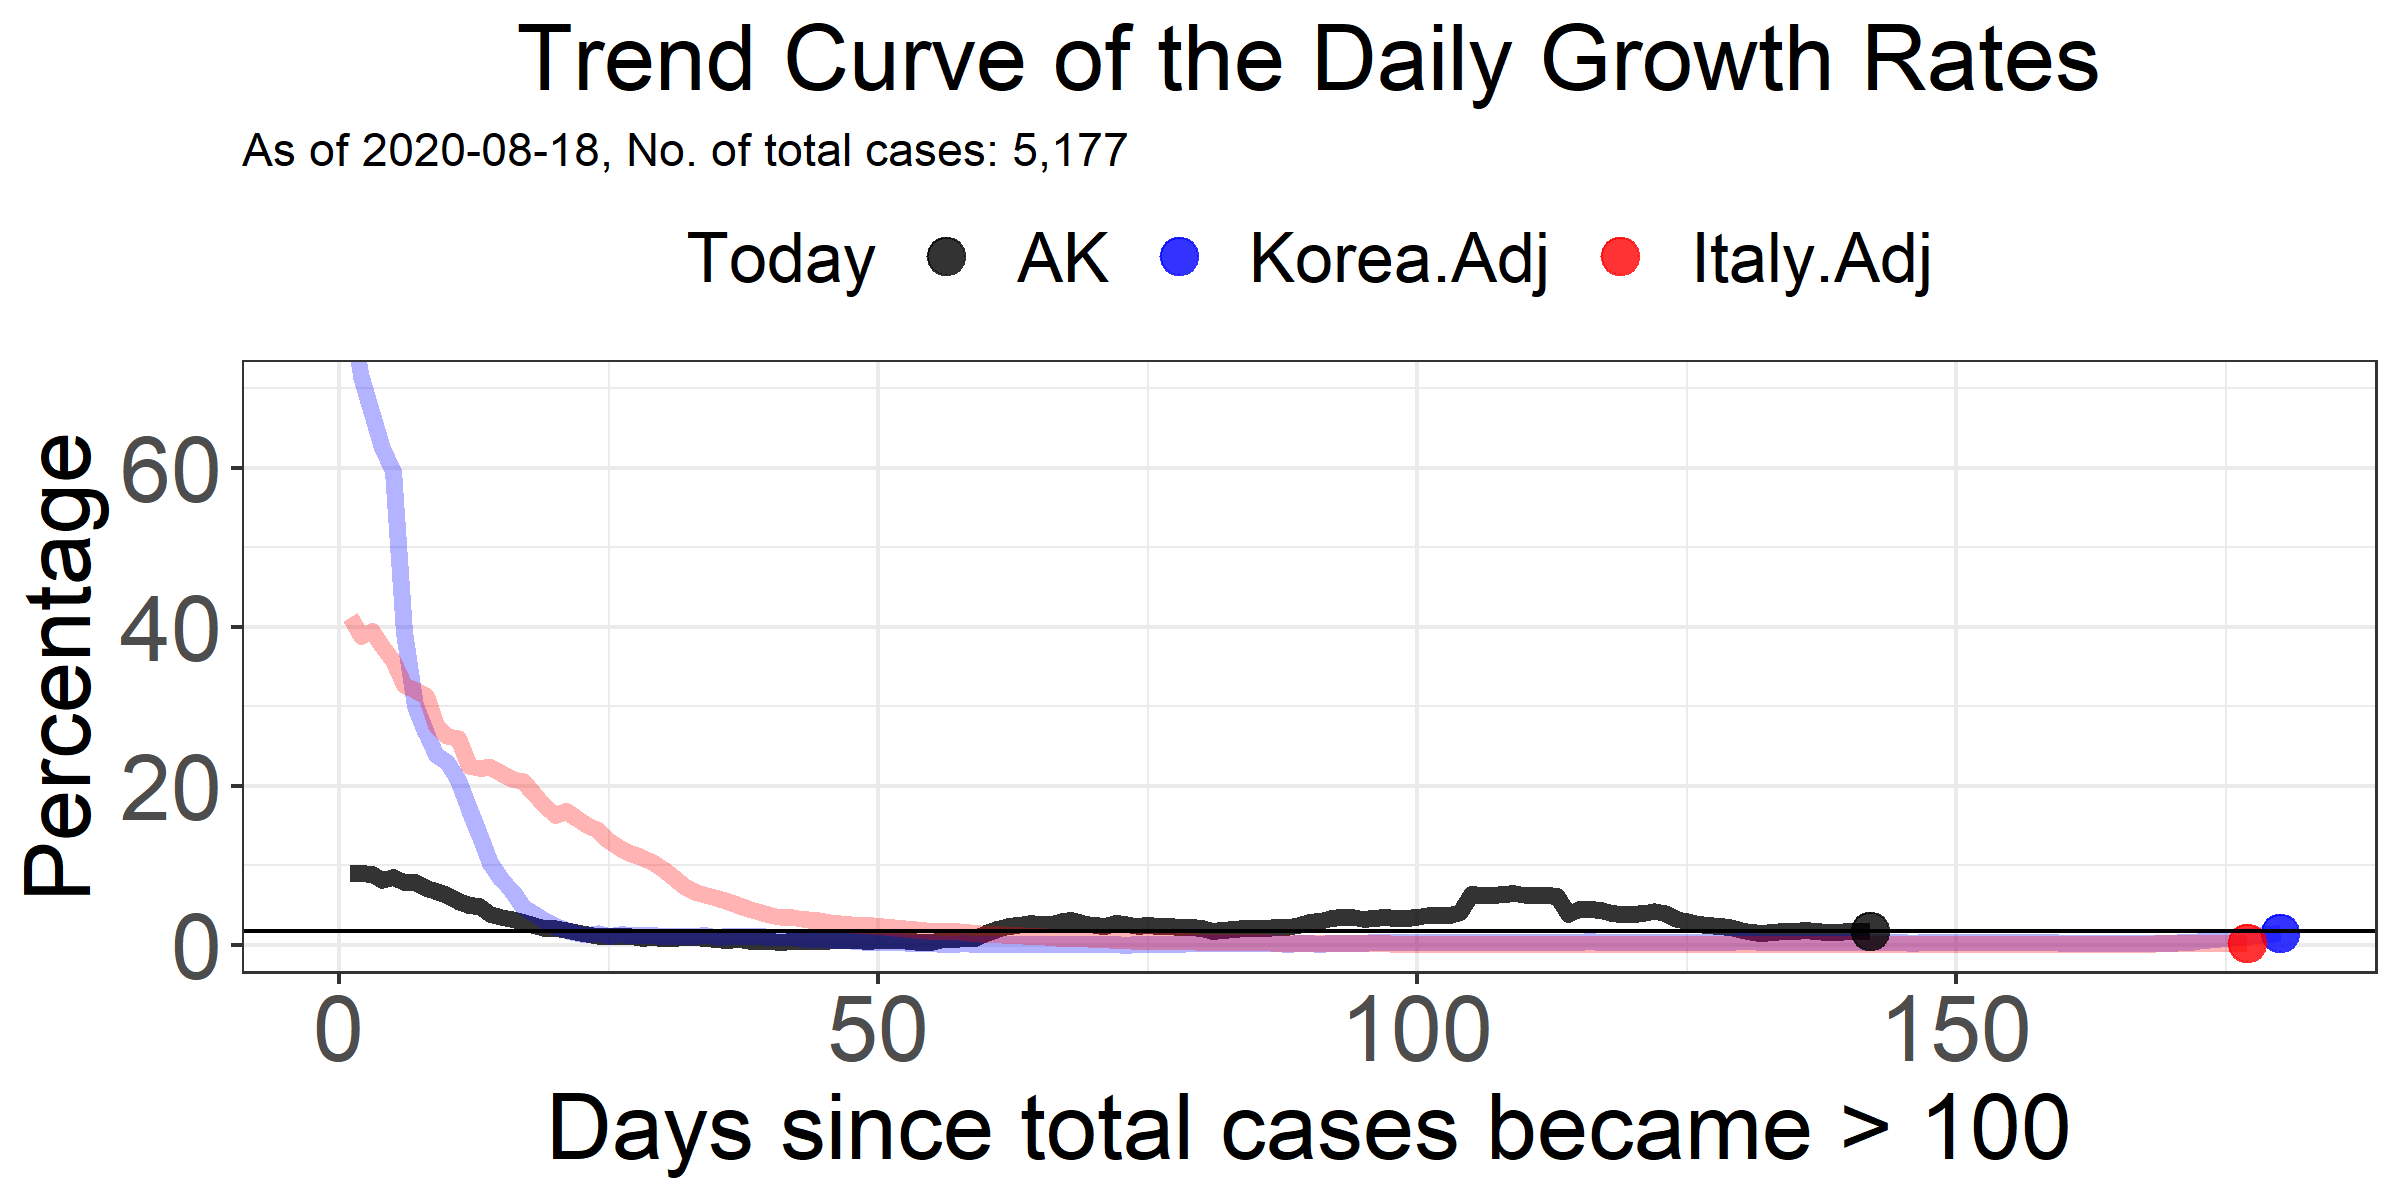 Trend Curve of the Daily Growth Rates
As of 2020-08-18, No. of total cases: 5,177
Today AK Korea.Adj Italy.Adj
Percentage
60
40
20
0
0 50 100 150
Days since total cases became > 100